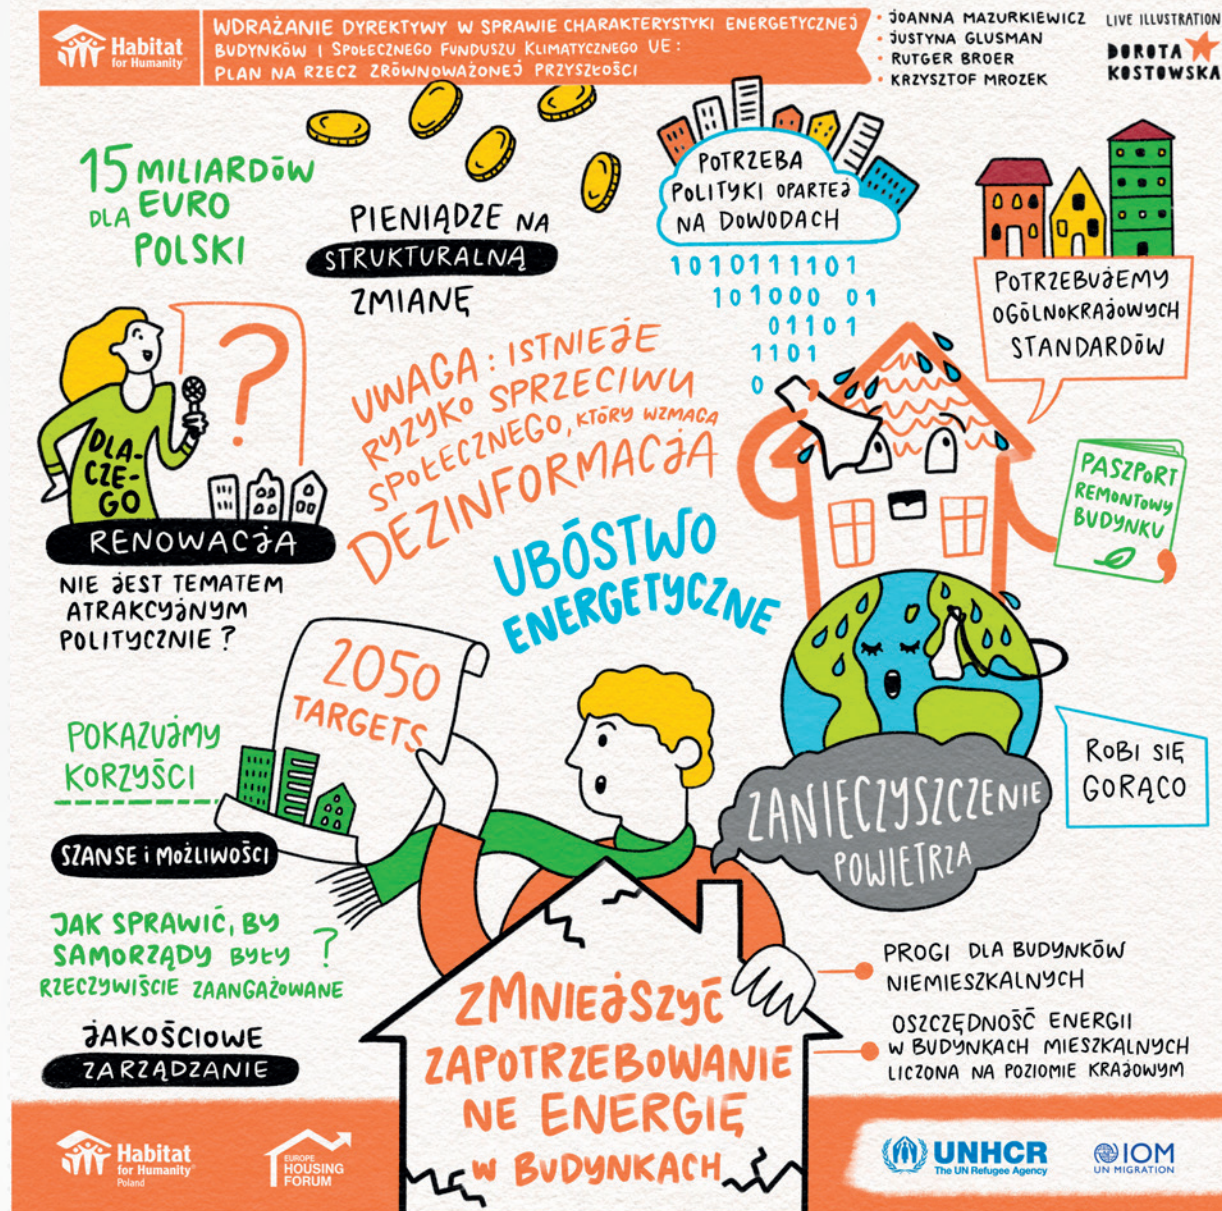 Habitat
for Humanity®
WDRAŻANIE DYREKTYWY W SPRAWIE CHARAKTERYSTYKI ENERGETYCZNEJ
BUDYNKÓW I SPOŁECZNEGO FUNDUSZU KLIMATYCZNEGO UE:
PLAN NA RZECZ ZRÓWNOWAŻONEJ PRZYSZŁOŚCI
• JOANNA MAZURKIEWICZ
• JUSTYNA GLUSMAN
• RUTGER BROER
• KRZYSZTOF MROZEK
LIVE ILLUSTRATION
DOROTA
KOSTOWSKA
15 MILIARDÓW
DLA EURO
POLSKI
PIENIĄDZE NA
STRUKTURALNĄ
ZMIANĘ
POTRZEBA
POLITYKI OPARTEJ
NA DOWODACH
1010111101
101000 01
01101
1101
0
POTRZEBUJEMY
OGÓLNOKRAJOWYCH
STANDARDÓW
?
DLA-
CZE-
GO
RENOWACJA
NIE JEST TEMATEM
ATRAKCYJNYM
POLITYCZNIE?
UWAGA: ISTNIEJE
RYZYKO SPRZECIWU
SPOŁECZNEGO, KTÓRY WZMAGA
DEZINFORMACJA
UBÓSTWO
ENERGETYCZNE
PASZPORT
REMONTOWY
BUDYNKU
2050
TARGETS
POKAZUJMY
KORZYŚCI
SZANSE i MOŻLIWOŚCI
ROBI SIĘ
GORĄCO
ZANIECZYSZCZENIE
POWIETRZA
JAK SPRAWIĆ, BY
SAMORZĄDY BYŁY ?
RZECZYWIŚCIE ZAANGAŻOWANE
JAKOŚCIOWE
ZARZĄDZANIE
ZMNIEJSZYĆ
ZAPOTRZEBOWANIE
NE ENERGIĘ
W BUDYNKACH
PROGI DLA BUDYNKÓW
NIEMIESZKALNYCH
OSZCZĘDNOŚĆ ENERGII
W BUDYNKACH MIESZKALNYCH
LICZONA NA POZIOMIE KRAJOWYM
Habitat
for Humanity®
Poland
EUROPE
HOUSING
FORUM
UNHCR
The UN Refugee Agency
IOM
UN MIGRATION